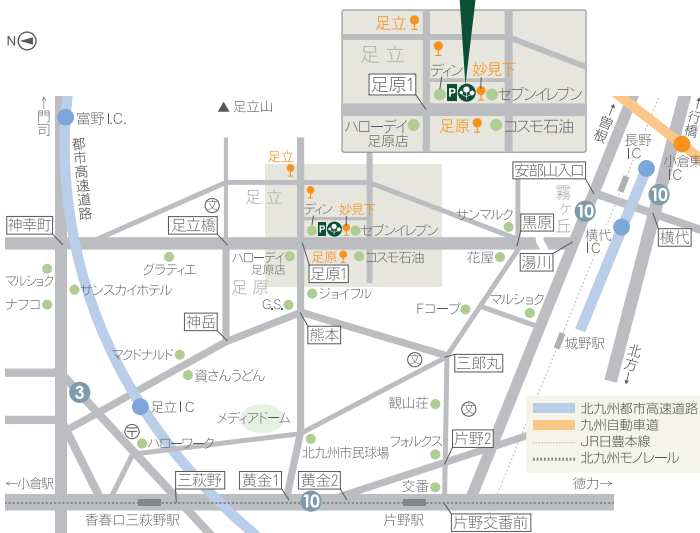 N
足立
足立
ディン
妙見下
足原1
P
セブンイレブン
ハローデイ
足原店
足原
コスモ石油
←門司
富野I.C.
都市高速道路
▲足立山
←曽根
←行橋
長野
IC
小倉東
IC
足立
安部山入口
足立
霧ヶ丘
10
10
文
ディン
妙見下
サンマルク
神幸町
足立橋
P
セブンイレブン
黒原
横代
IC
横代
ハローデイ
足原店
足原
コスモ石油
花屋
湯川
マルショク
グラティエ
足原1
ナフコ
サンスカイホテル
足原
G.S.
ジョイフル
Fコープ
マルショク
神岳
熊本
城野駅
マクドナルド
文
三郎丸
北方→
資さんうどん
3
足立IC
観山荘
文
メディアドーム
北九州都市高速道路
九州自動車道
JR日豊本線
北九州モノレール
〒
ハローワーク
北九州市民球場
フォルクス
片野2
←小倉駅
三萩野
黄金1
黄金2
交番
徳力→
10
香春口三萩野駅
片野駅
片野交番前